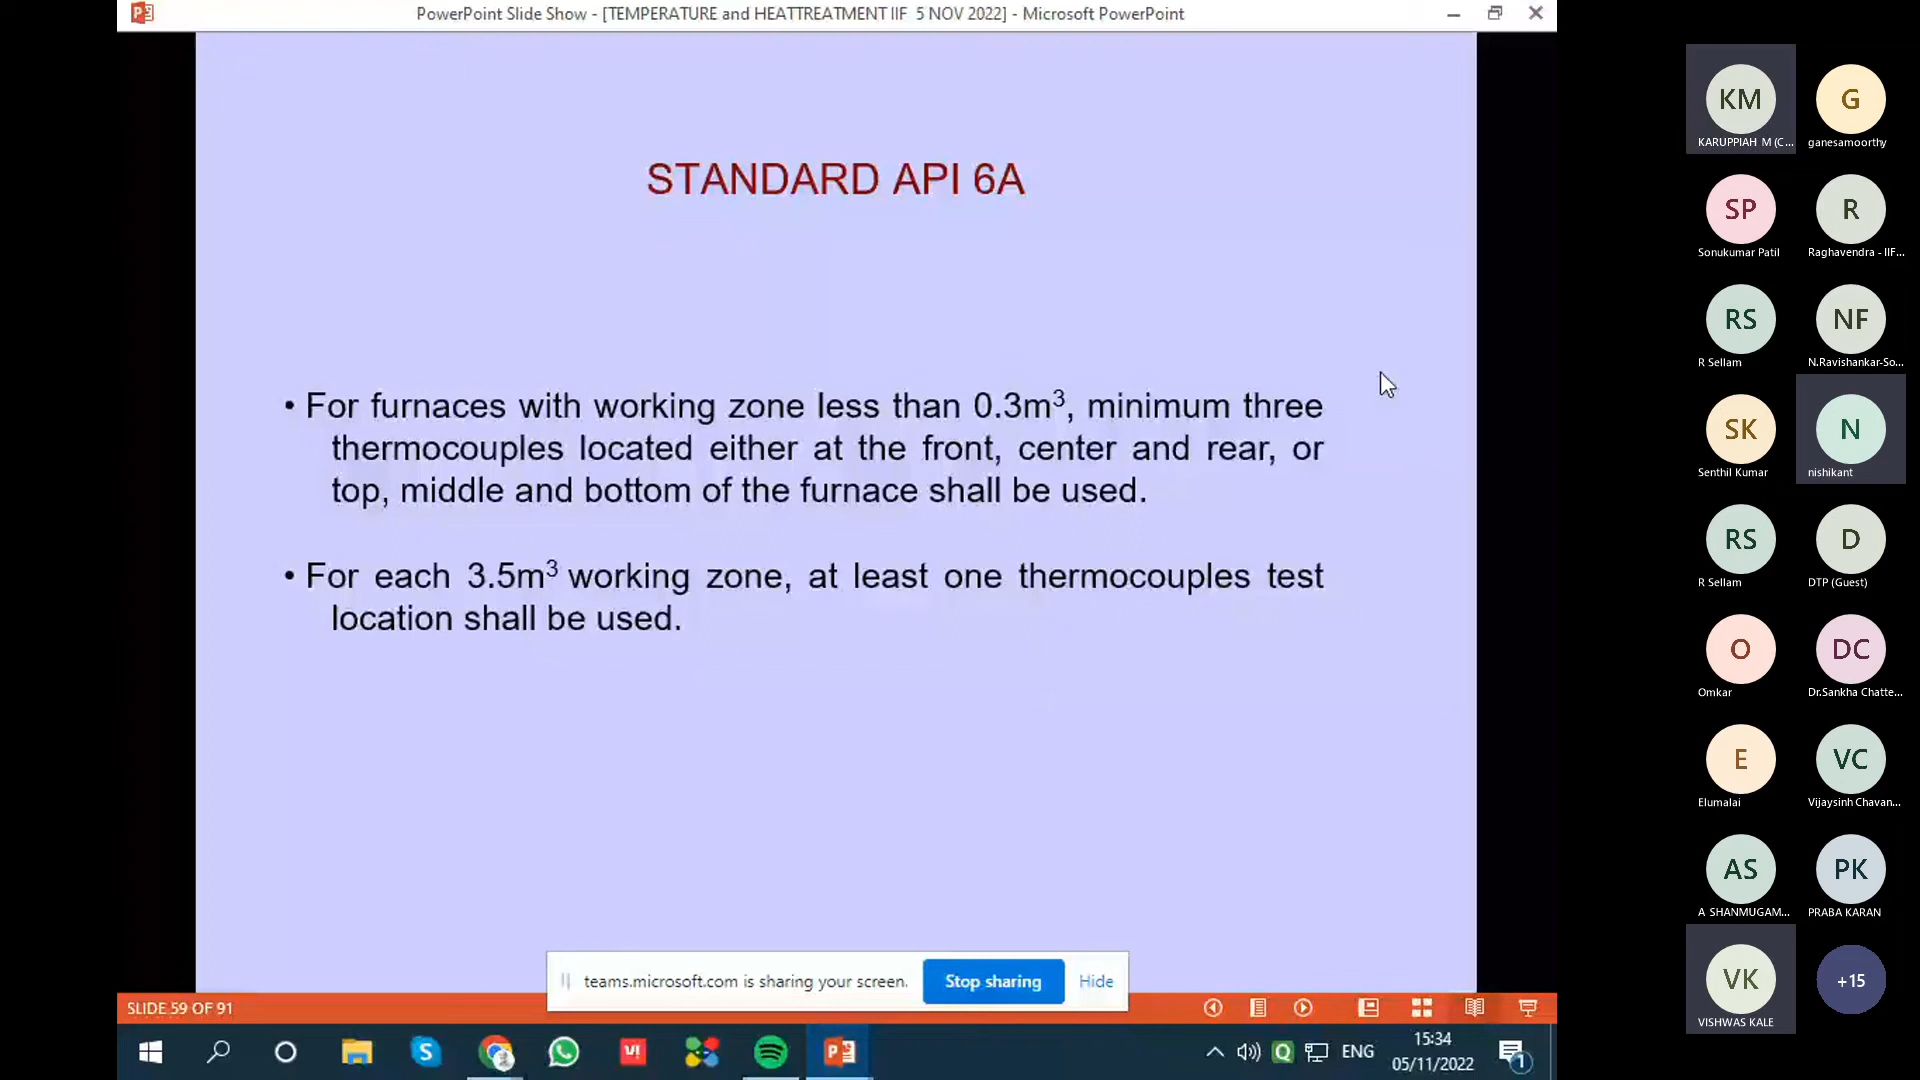 PowerPoint Slide Show - [TEMPERATURE and HEATTREATMENT IIF 5 NOV 2022] - Microsoft PowerPoint
STANDARD API 6A
• For furnaces with working zone less than 0.3m³, minimum three
thermocouples located either at the front, center and rear, or
top, middle and bottom of the furnace shall be used.
• For each 3.5m³ working zone, at least one thermocouples test
location shall be used.
teams.microsoft.com is sharing your screen.
Stop sharing
Hide
SLIDE 59 OF 91
ENG
15:34
05/11/2022
1
KM
KARUPPIAH M (C...
G
ganesamoorthy
SP
Sonukumar Patil
R
Raghavendra - IIF...
RS
R Sellam
NF
N.Ravishankar-So...
SK
Senthil Kumar
N
nishikant
RS
R Sellam
D
DTP (Guest)
O
Omkar
DC
Dr.Sankha Chatte...
E
Elumalai
VC
Vijaysinh Chavan...
AS
A SHANMUGAM...
PK
PRABA KARAN
VK
VISHWAS KALE
+15